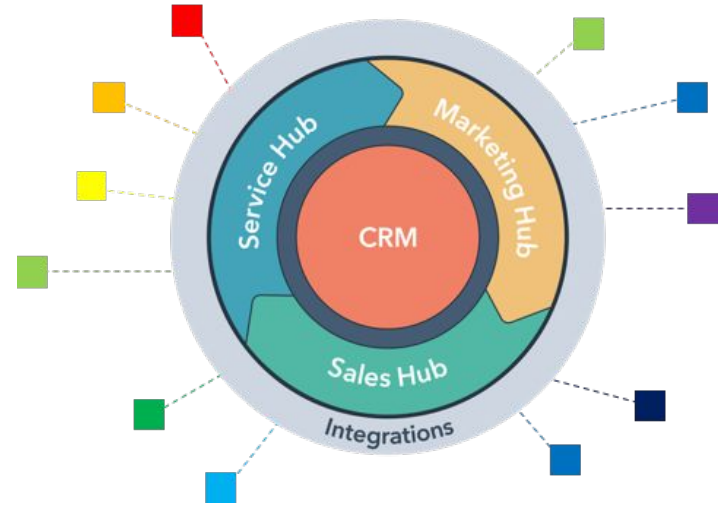 Service Hub
Marketing Hub
CRM
Sales Hub
Integrations